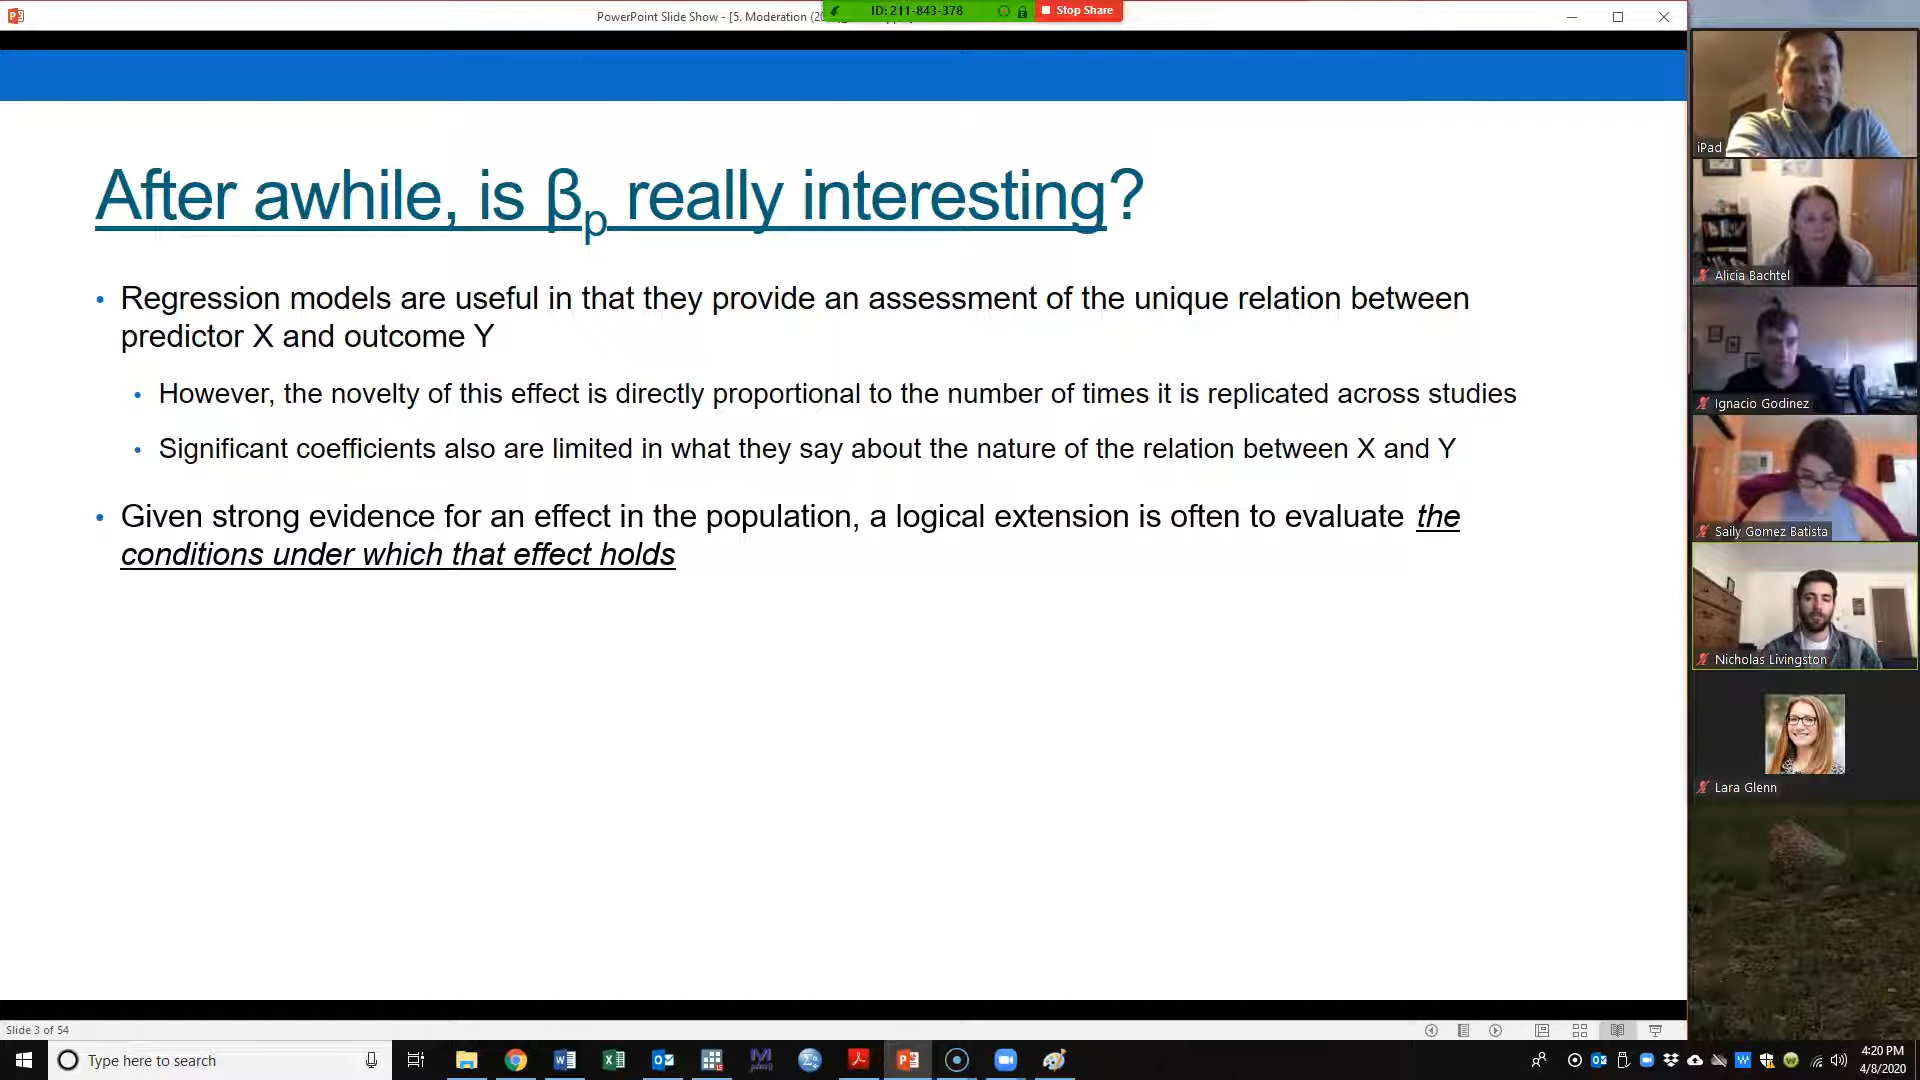 PowerPoint Slide Show - [5. Moderation (20
ID: 211-843-378
Stop Share
After awhile, is βp really interesting?
• Regression models are useful in that they provide an assessment of the unique relation between
predictor X and outcome Y
• However, the novelty of this effect is directly proportional to the number of times it is replicated across studies
• Significant coefficients also are limited in what they say about the nature of the relation between X and Y
• Given strong evidence for an effect in the population, a logical extension is often to evaluate the
conditions under which that effect holds
iPad
Alicia Bachtel
Ignacio Godinez
Saily Gomez Batista
Nicholas Livingston
Lara Glenn
Slide 3 of 54
Type here to search
4:20 PM
4/8/2020